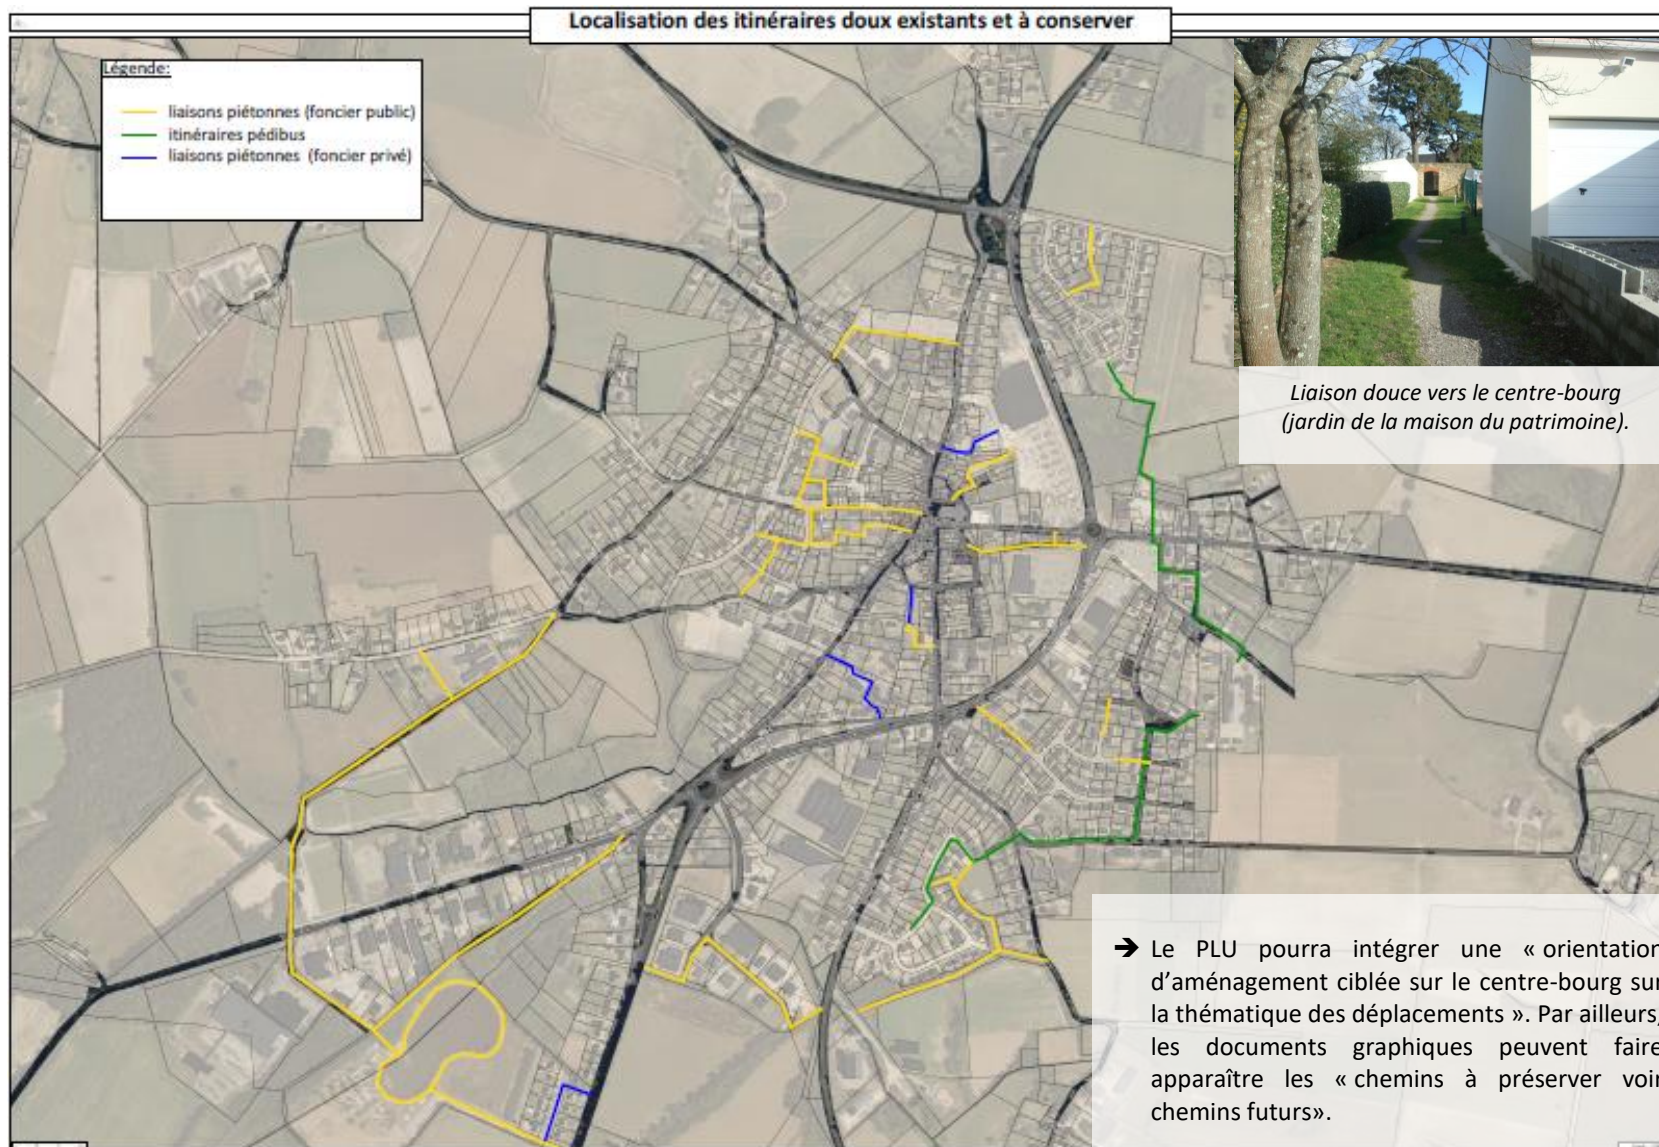 Localisation des itinéraires doux existants et à conserver
Légende:
liaisons piétonnes (foncier public)
itinéraires pédibus
liaisons piétonnes (foncier privé)
Liaison douce vers le centre-bourg
(jardin de la maison du patrimoine).
➔ Le PLU pourra intégrer une « orientation
d’aménagement ciblée sur le centre-bourg sur
la thématique des déplacements ». Par ailleurs,
les documents graphiques peuvent faire
apparaître les « chemins à préserver voir
chemins futurs».